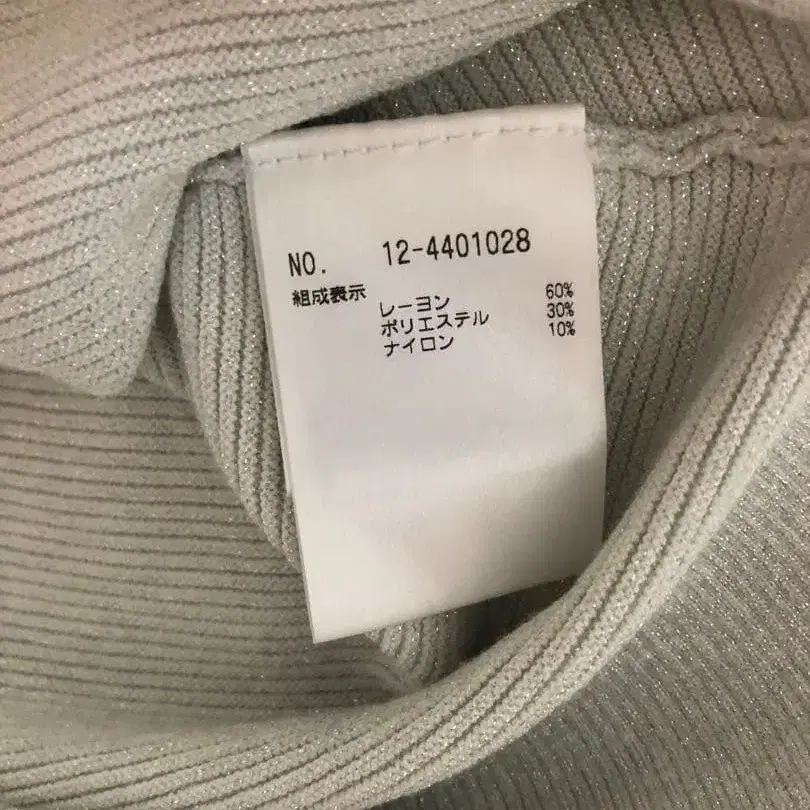 NO. 12-4401028
組成表示
レーヨン 60%
ポリエステル 30%
ナイロン 10%